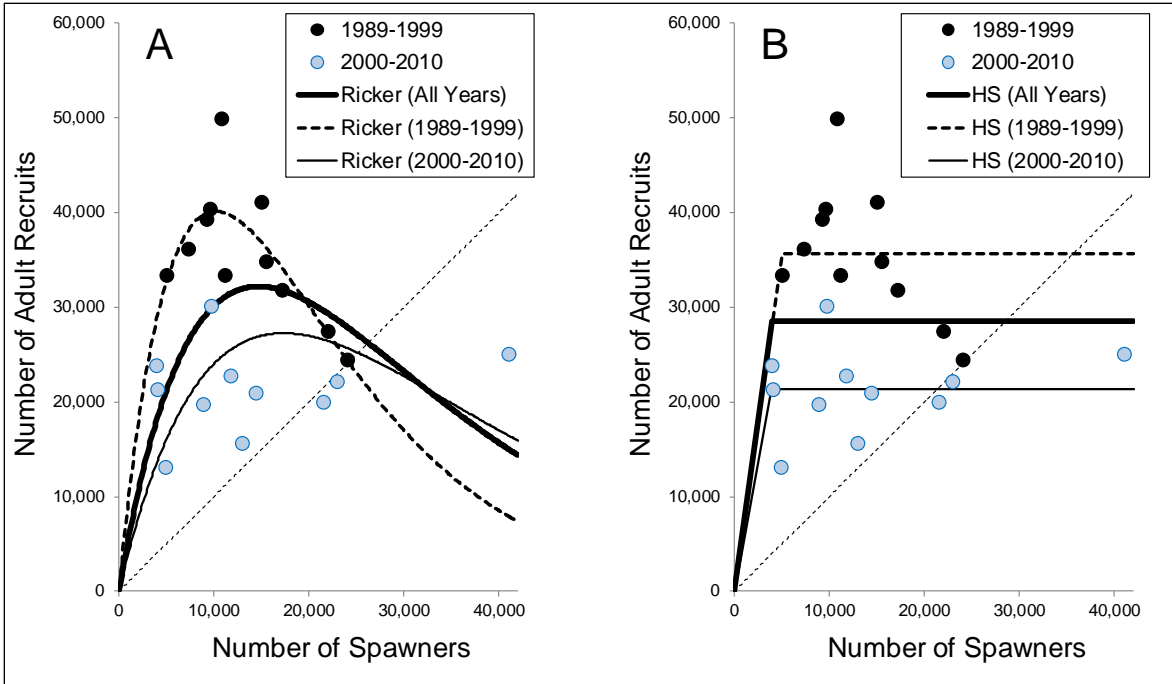 A
1989-1999
2000-2010
Ricker (All Years)
Ricker (1989-1999)
Ricker (2000-2010)
Number of Adult Recruits
60,000
50,000
40,000
30,000
20,000
10,000
0
0 10,000 20,000 30,000 40,000
Number of Spawners
B
1989-1999
2000-2010
HS (All Years)
HS (1989-1999)
HS (2000-2010)
Number of Adult Recruits
60,000
50,000
40,000
30,000
20,000
10,000
0
0 10,000 20,000 30,000 40,000
Number of Spawners